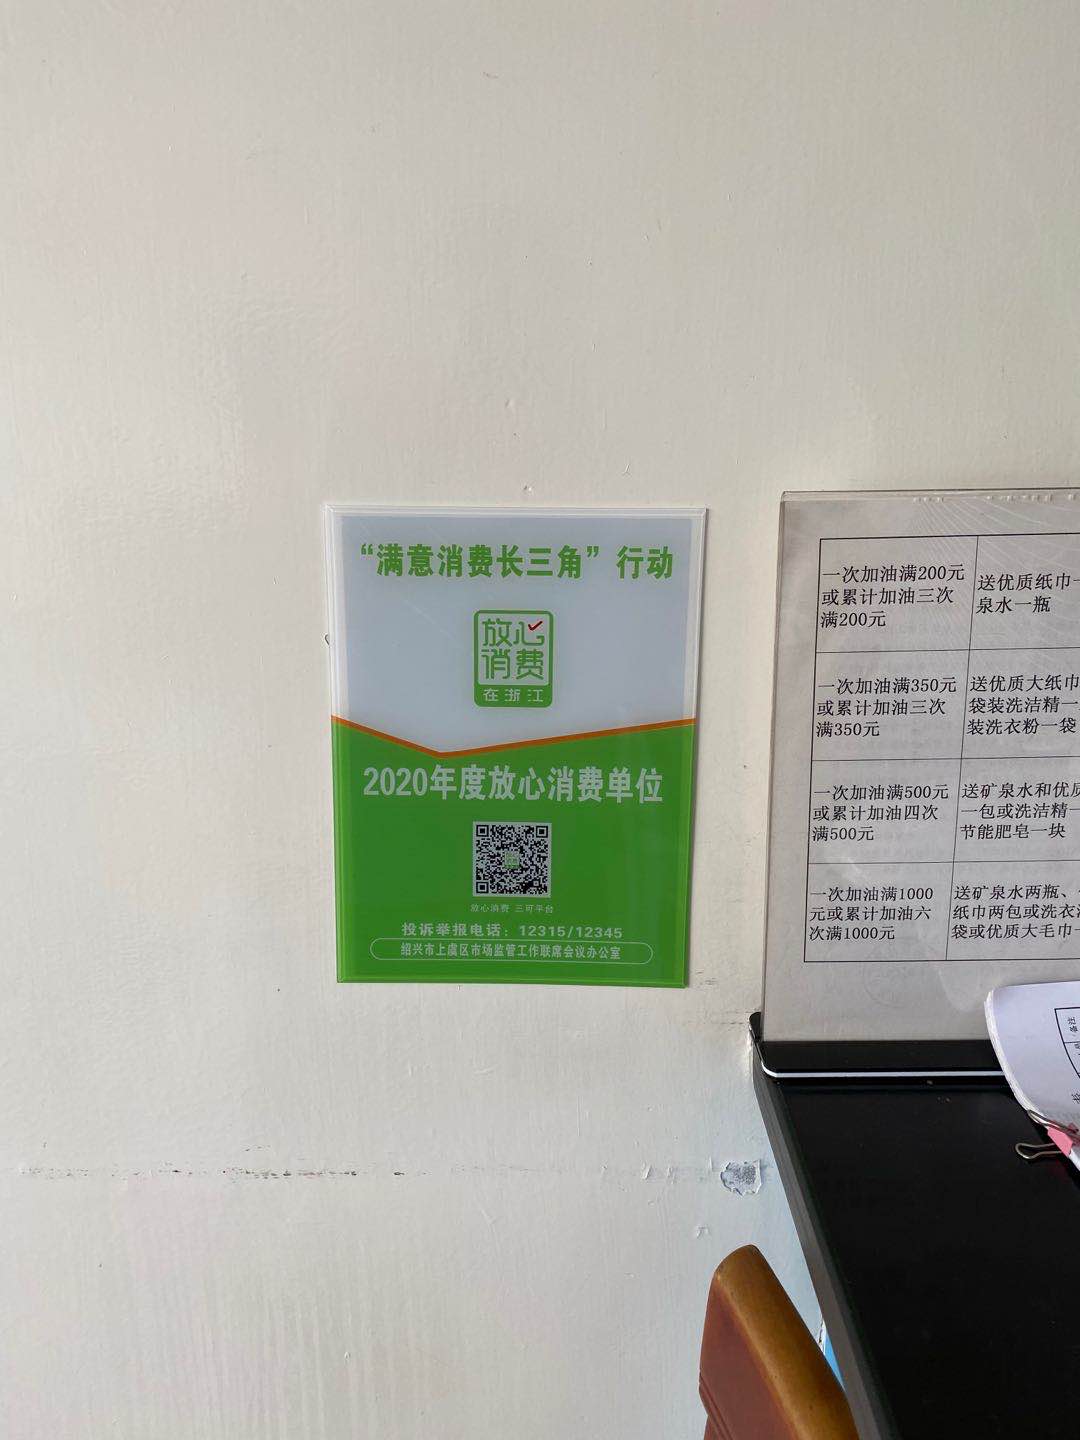 “满意消费长三角”行动
放心
消费
在浙江
2020年度放心消费单位
放心消费 三可平台
投诉举报电话：12315/12345
绍兴市上虞区市场监管工作联席会议办公室
一次加油满200元
或累计加油三次
满200元
送优质纸巾
泉水一瓶
一次加油满350元
或累计加油三次
满350元
送优质大纸巾
袋装洗洁精一
装洗衣粉一袋
一次加油满500元
或累计加油四次
满500元
送矿泉水和优质
一包或洗洁精
节能肥皂一块
一次加油满1000
元或累计加油六
次满1000元
送矿泉水两瓶、
纸巾两包或洗衣
袋或优质大毛巾
备注